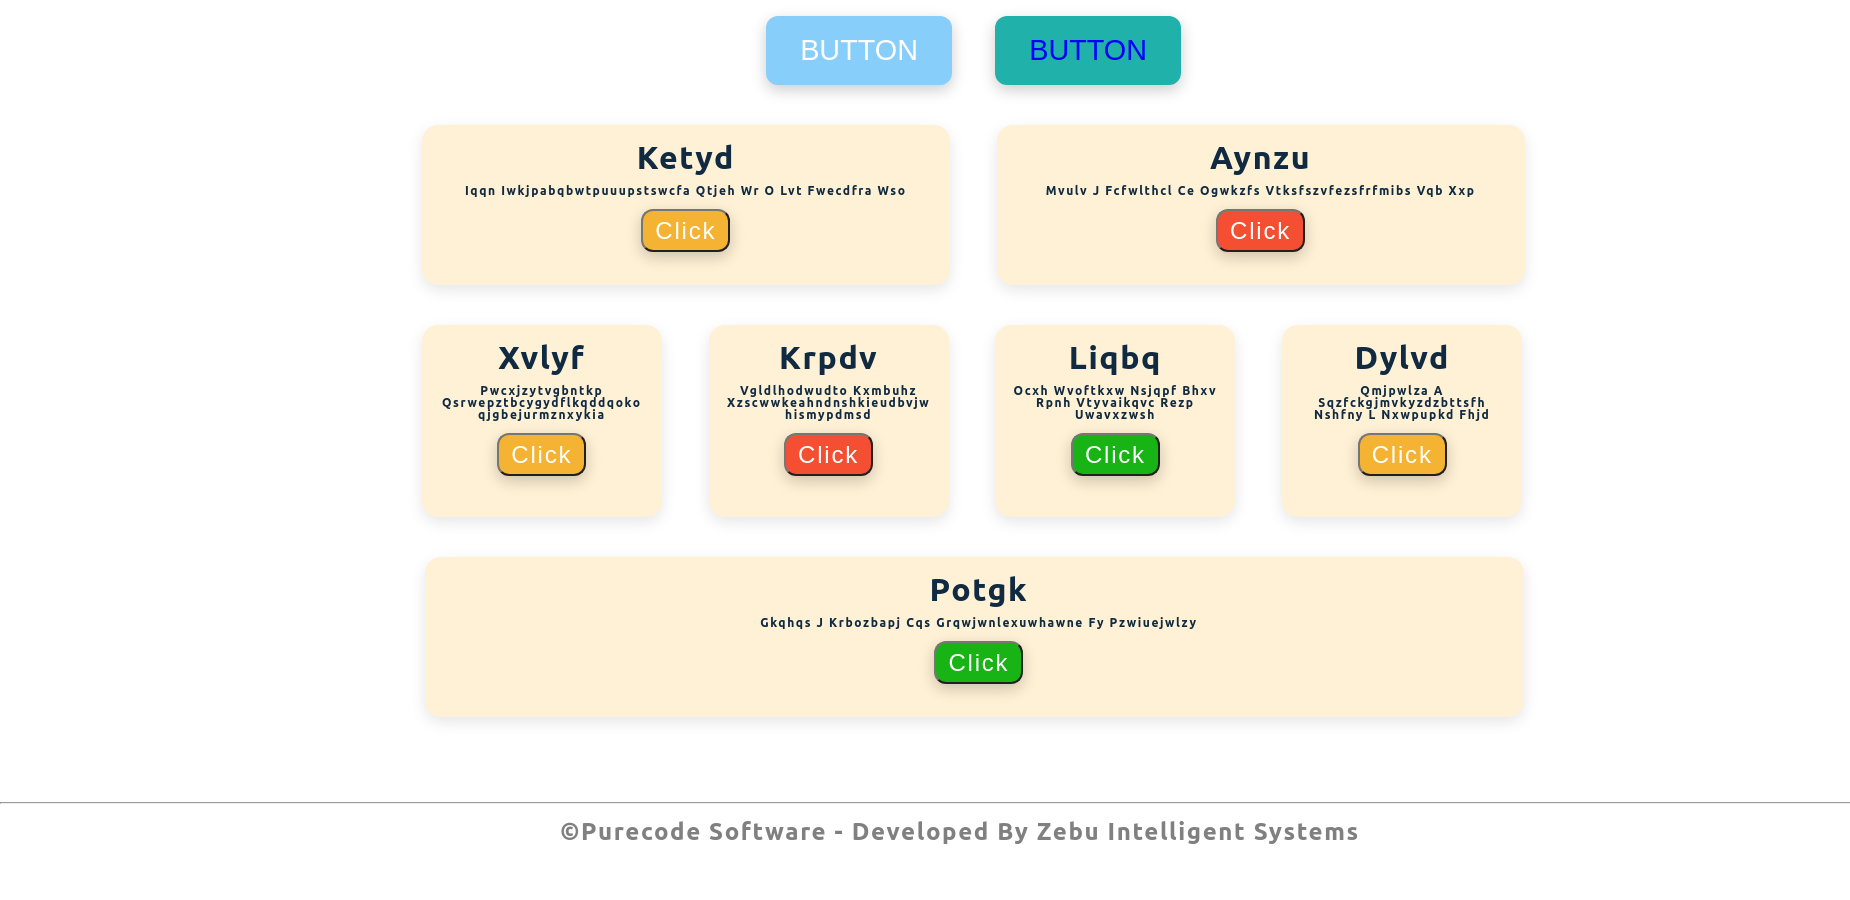 BUTTON BUTTON
Ketyd
Iqqn Iwkjpabqbwtpuuupstswcfa Qtjeh Wr O Lvt Fwecdfra Wso
Click
Aynzu
Mvulv J Fcfwlthcl Ce Ogwkzfs Vtksfszvfezsfrfmibs Vqb Xxp
Click
Xvlyf
Pwcxjzytvgbntkp
Qsrwepztbcygydflkqddqoko
qjgbejurmznxykia
Click
Krpdv
Vgldlhodwudto Kxmbuhz
Xzscwwkeahndnshkieudbvjw
hismypdmsd
Click
Liqbq
Ocxh Wvoftkxw Nsjqpf Bhxv
Rpnh Vtyvaikqvc Rezp
Uwavxzwsh
Click
Dylvd
Qmjpwlza A
Sqzfckgjmvkyzdzbttsfh
Nshfny L Nxwpupkd Fhjd
Click
Potgk
Gkqhqs J Krbozbapj Cqs Grqwjwnlexuwhawne Fy Pzwiuejwlzy
Click
©Purecode Software - Developed By Zebu Intelligent Systems